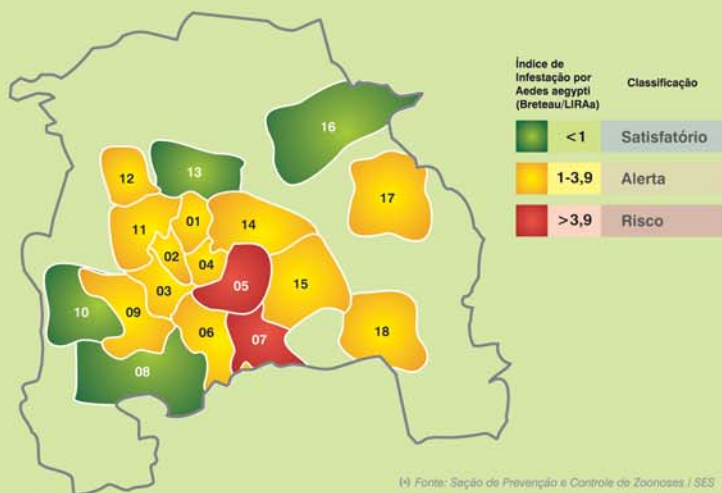 Índice de
Infestação por
Aedes aegypti
(Breteau/LIRAa)
Classificação
<1 Satisfatório
1-3,9 Alerta
>3,9 Risco
16
13
12
17
01
11
14
02
04
05
03
15
10
09
06
07
18
08
(*) Fonte: Seção de Prevenção e Controle de Zoonoses / SES